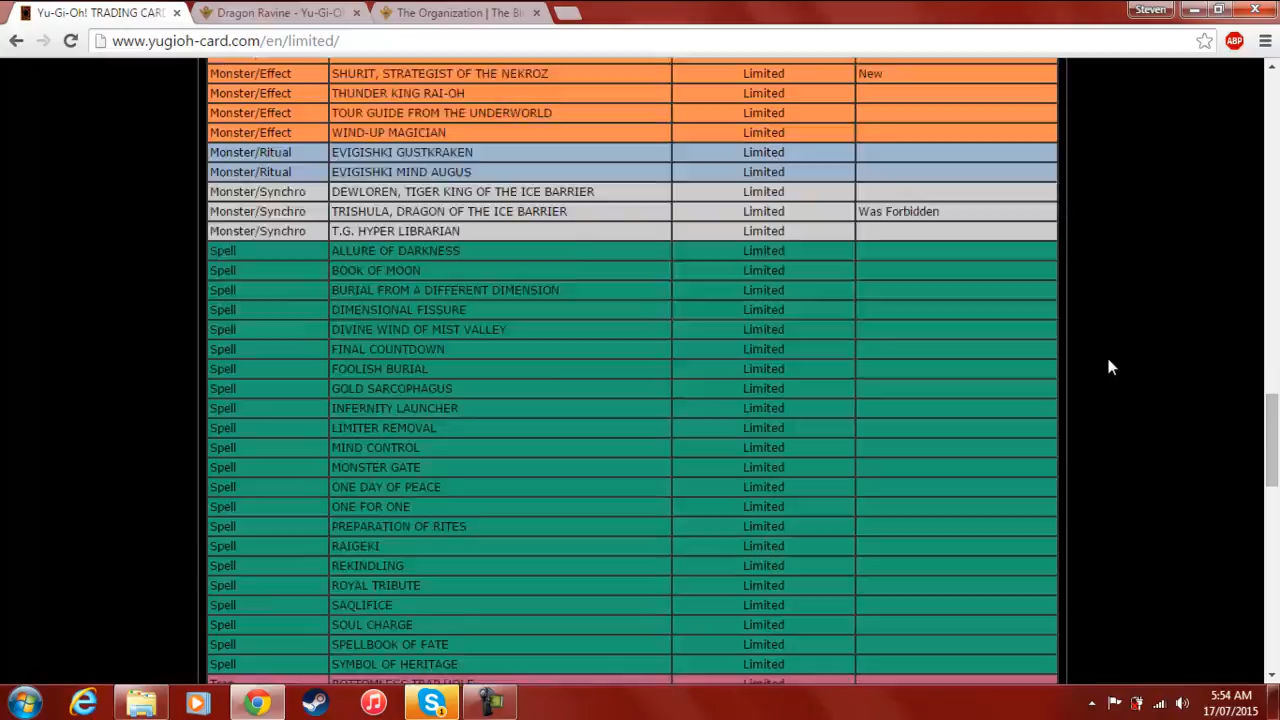 Yu-Gi-Oh! TRADING CARD
Dragon Ravine - Yu-Gi-O
The Organization | The Bl
Steven
www.yugioh-card.com/en/limited/
ABP
Monster/Effect SHURIT, STRATEGIST OF THE NEKROZ Limited New
Monster/Effect THUNDER KING RAI-OH Limited
Monster/Effect TOUR GUIDE FROM THE UNDERWORLD Limited
Monster/Effect WIND-UP MAGICIAN Limited
Monster/Ritual EVIGISHKI GUSTKRAKEN Limited
Monster/Ritual EVIGISHKI MIND AUGUS Limited
Monster/Synchro DEWLOREN, TIGER KING OF THE ICE BARRIER Limited
Monster/Synchro TRISHULA, DRAGON OF THE ICE BARRIER Limited Was Forbidden
Monster/Synchro T.G. HYPER LIBRARIAN Limited
Spell ALLURE OF DARKNESS Limited
Spell BOOK OF MOON Limited
Spell BURIAL FROM A DIFFERENT DIMENSION Limited
Spell DIMENSIONAL FISSURE Limited
Spell DIVINE WIND OF MIST VALLEY Limited
Spell FINAL COUNTDOWN Limited
Spell FOOLISH BURIAL Limited
Spell GOLD SARCOPHAGUS Limited
Spell INFERNITY LAUNCHER Limited
Spell LIMITER REMOVAL Limited
Spell MIND CONTROL Limited
Spell MONSTER GATE Limited
Spell ONE DAY OF PEACE Limited
Spell ONE FOR ONE Limited
Spell PREPARATION OF RITES Limited
Spell RAIGEKI Limited
Spell REKINDLING Limited
Spell ROYAL TRIBUTE Limited
Spell SAQLIFICE Limited
Spell SOUL CHARGE Limited
Spell SPELLBOOK OF FATE Limited
Spell SYMBOL OF HERITAGE Limited
Trap BOTTOMLESS TRAP HOLE Limited
5:54 AM
17/07/2015